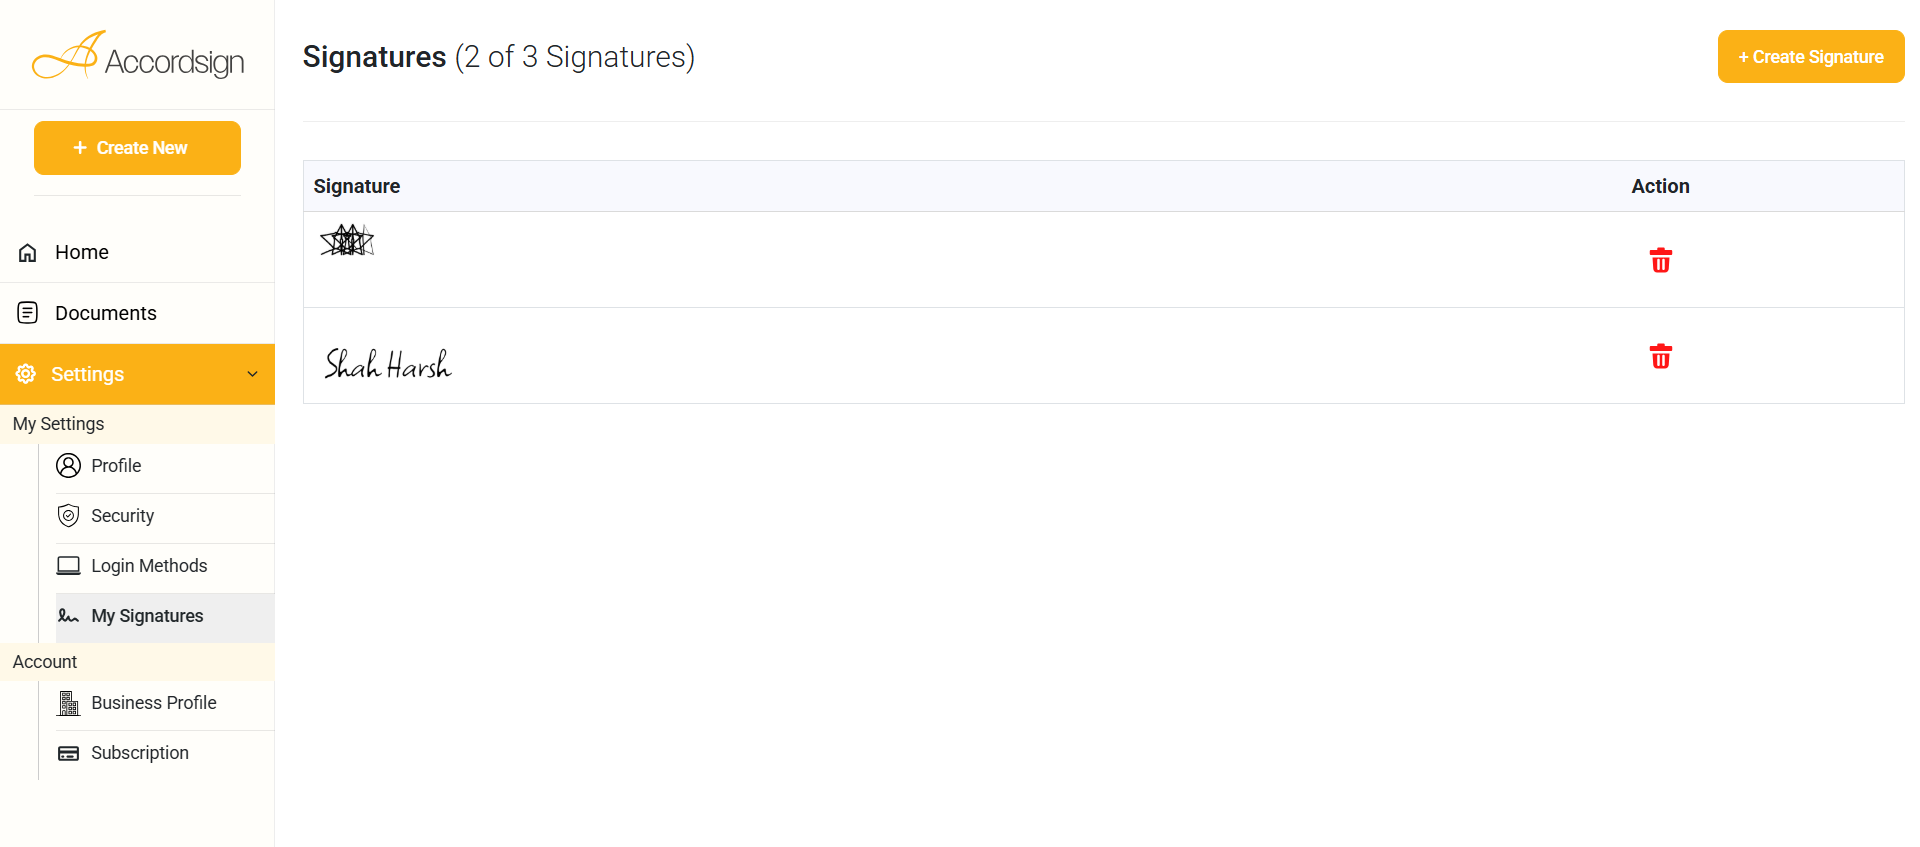 Accordsign
+ Create New
Home
Documents
Settings
My Settings
Profile
Security
Login Methods
My Signatures
Account
Business Profile
Subscription
Signatures (2 of 3 Signatures)
+ Create Signature
Signature Action
Shah Harsh